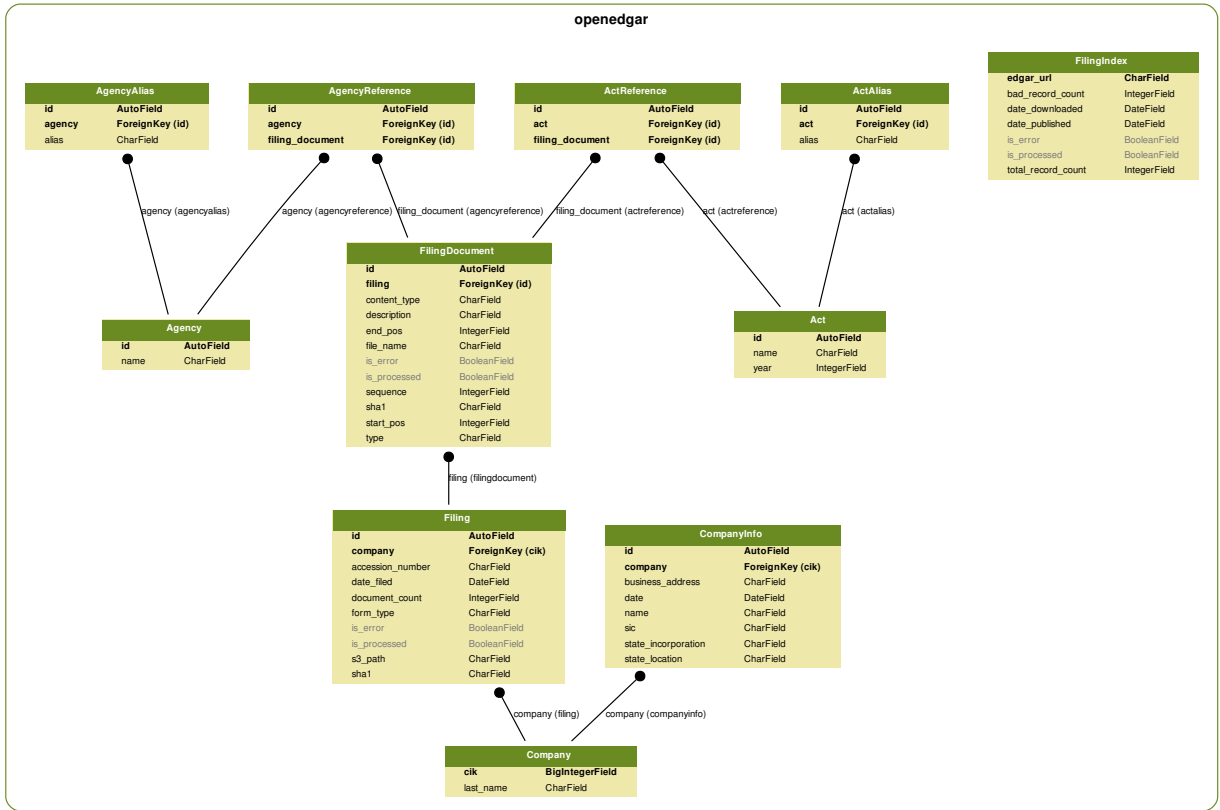 openedgar
AgencyAlias
id AutoField
agency ForeignKey (id)
alias CharField
AgencyReference
id AutoField
agency ForeignKey (id)
filing_document ForeignKey (id)
ActReference
id AutoField
act ForeignKey (id)
filing_document ForeignKey (id)
ActAlias
id AutoField
act ForeignKey (id)
alias CharField
FilingIndex
edgar_url CharField
bad_record_count IntegerField
date_downloaded DateField
date_published DateField
is_error BooleanField
is_processed BooleanField
total_record_count IntegerField
agency (agencyalias)
agency (agencyreference)
filing_document (agencyreference)
filing_document (actreference)
act (actreference)
act (actalias)
FilingDocument
id AutoField
filing ForeignKey (id)
content_type CharField
description CharField
end_pos IntegerField
file_name CharField
is_error BooleanField
is_processed BooleanField
sequence IntegerField
sha1 CharField
start_pos IntegerField
type CharField
Agency
id AutoField
name CharField
Act
id AutoField
name CharField
year IntegerField
filing (filingdocument)
Filing
id AutoField
company ForeignKey (cik)
accession_number CharField
date_filed DateField
document_count IntegerField
form_type CharField
is_error BooleanField
is_processed BooleanField
s3_path CharField
sha1 CharField
CompanyInfo
id AutoField
company ForeignKey (cik)
business_address CharField
date DateField
name CharField
sic CharField
state_incorporation CharField
state_location CharField
company (filing)
company (companyinfo)
Company
cik BigIntegerField
last_name CharField